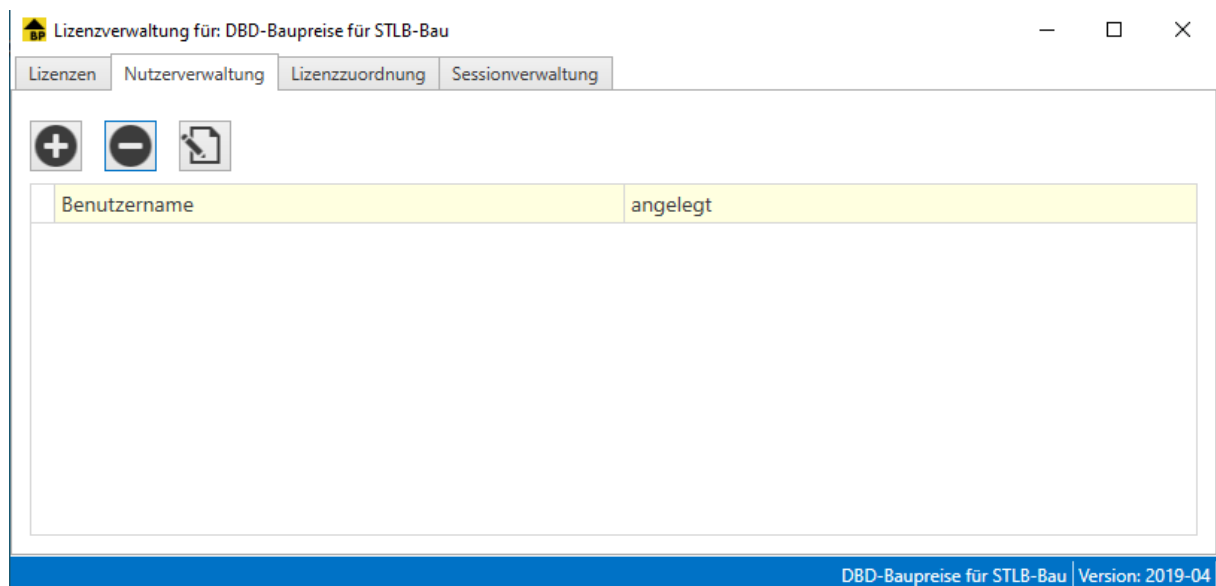 BP Lizenzverwaltung für: DBD-Baupreise für STLB-Bau
Lizenzen Nutzerverwaltung Lizenzzuordnung Sessionverwaltung
Benutzername angelegt
DBD-Baupreise für STLB-Bau Version: 2019-04